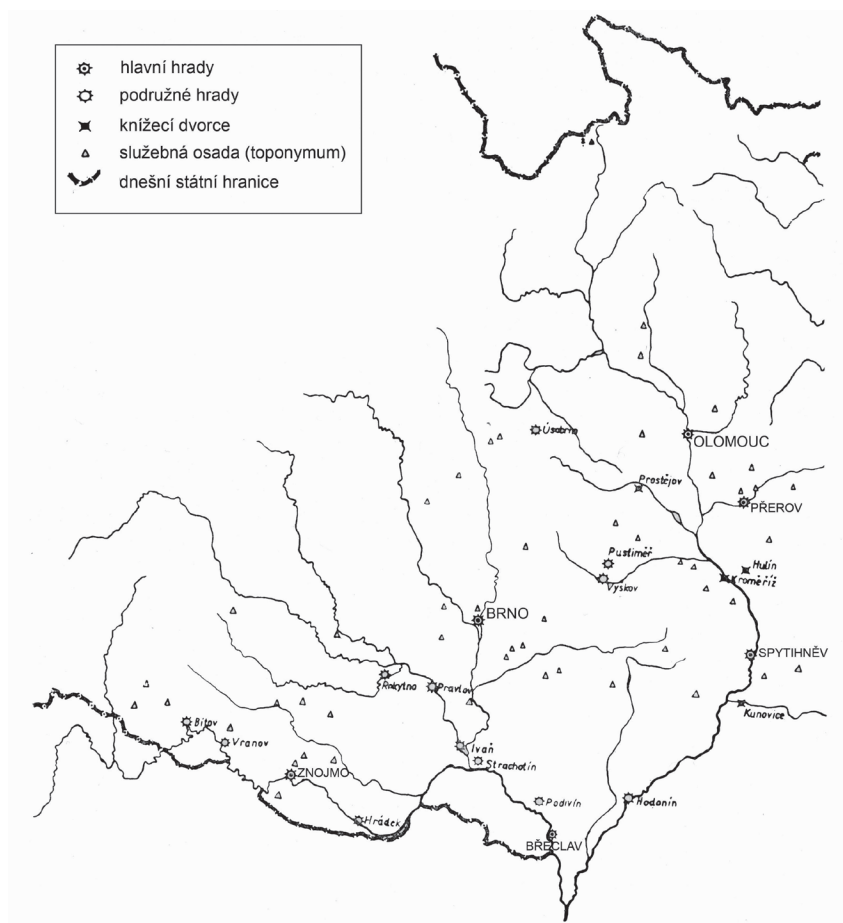 hlavní hrady
podružné hrady
knížecí dvorce
služebná osada (toponymum)
dnešní státní hranice
Úsobrno
OLOMOUC
Prostějov
PŘEROV
Pustiměř
Hulín
Kroměříž
Vyškov
BRNO
SPYTIHNĚV
Rokytno
Pravlov
Kunovice
Bítov
Vranov
Ivaň
Strachotín
ZNOJMO
Podivín
Hodonín
Hrádek
BŘECLAV